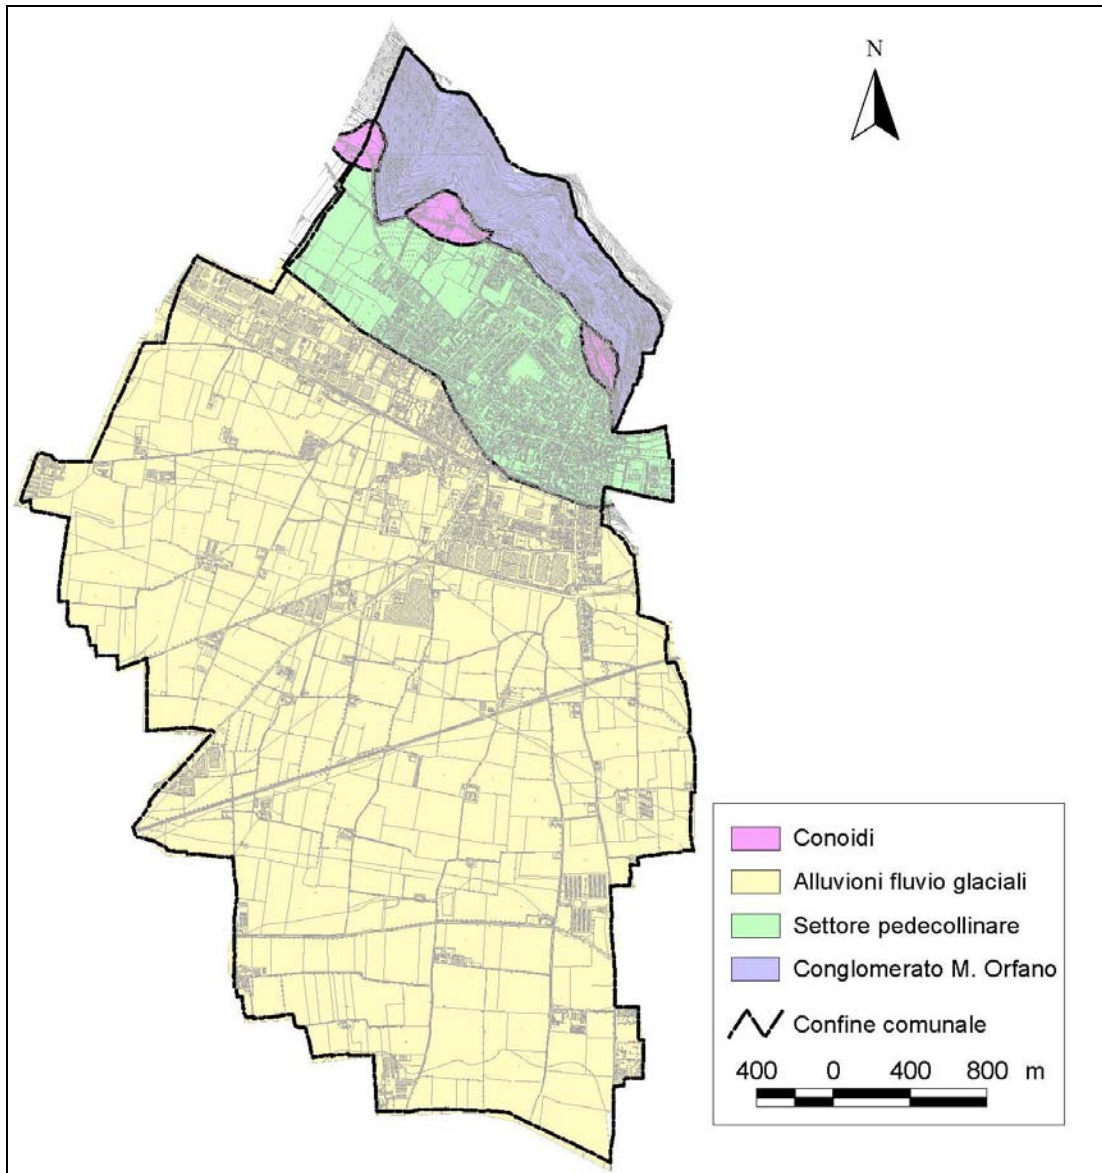 N
Conoidi
Alluvioni fluvio glaciali
Settore pedecollinare
Conglomerato M. Orfano
Confine comunale
400 0 400 800 m